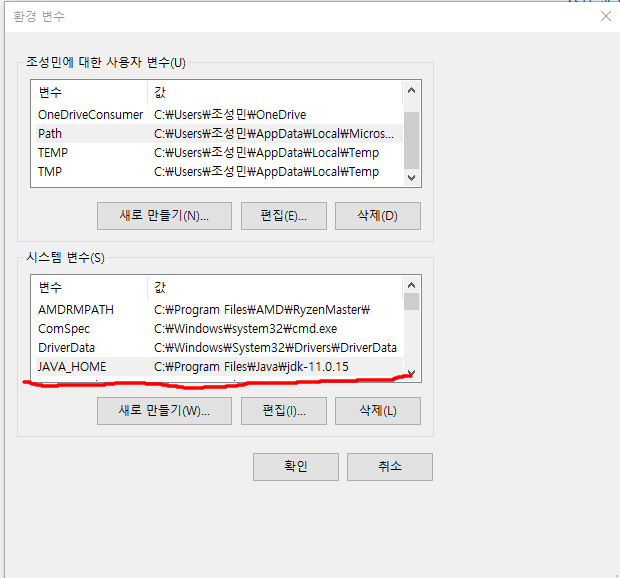 환경 변수
조성민에 대한 사용자 변수(U)
변수 값
OneDriveConsumer C:₩Users₩조성민₩OneDrive
Path C:₩Users₩조성민₩AppData₩Local₩Micros...
TEMP C:₩Users₩조성민₩AppData₩Local₩Temp
TMP C:₩Users₩조성민₩AppData₩Local₩Temp
새로 만들기(N)... 편집(E)... 삭제(D)
시스템 변수(S)
변수 값
AMDRMPATH C:₩Program Files₩AMD₩RyzenMaster₩
ComSpec C:₩Windows₩system32₩cmd.exe
DriverData C:₩Windows₩System32₩Drivers₩DriverData
JAVA_HOME C:₩Program Files₩Java₩jdk-11.0.15
새로 만들기(W)... 편집(I)... 삭제(L)
확인 취소